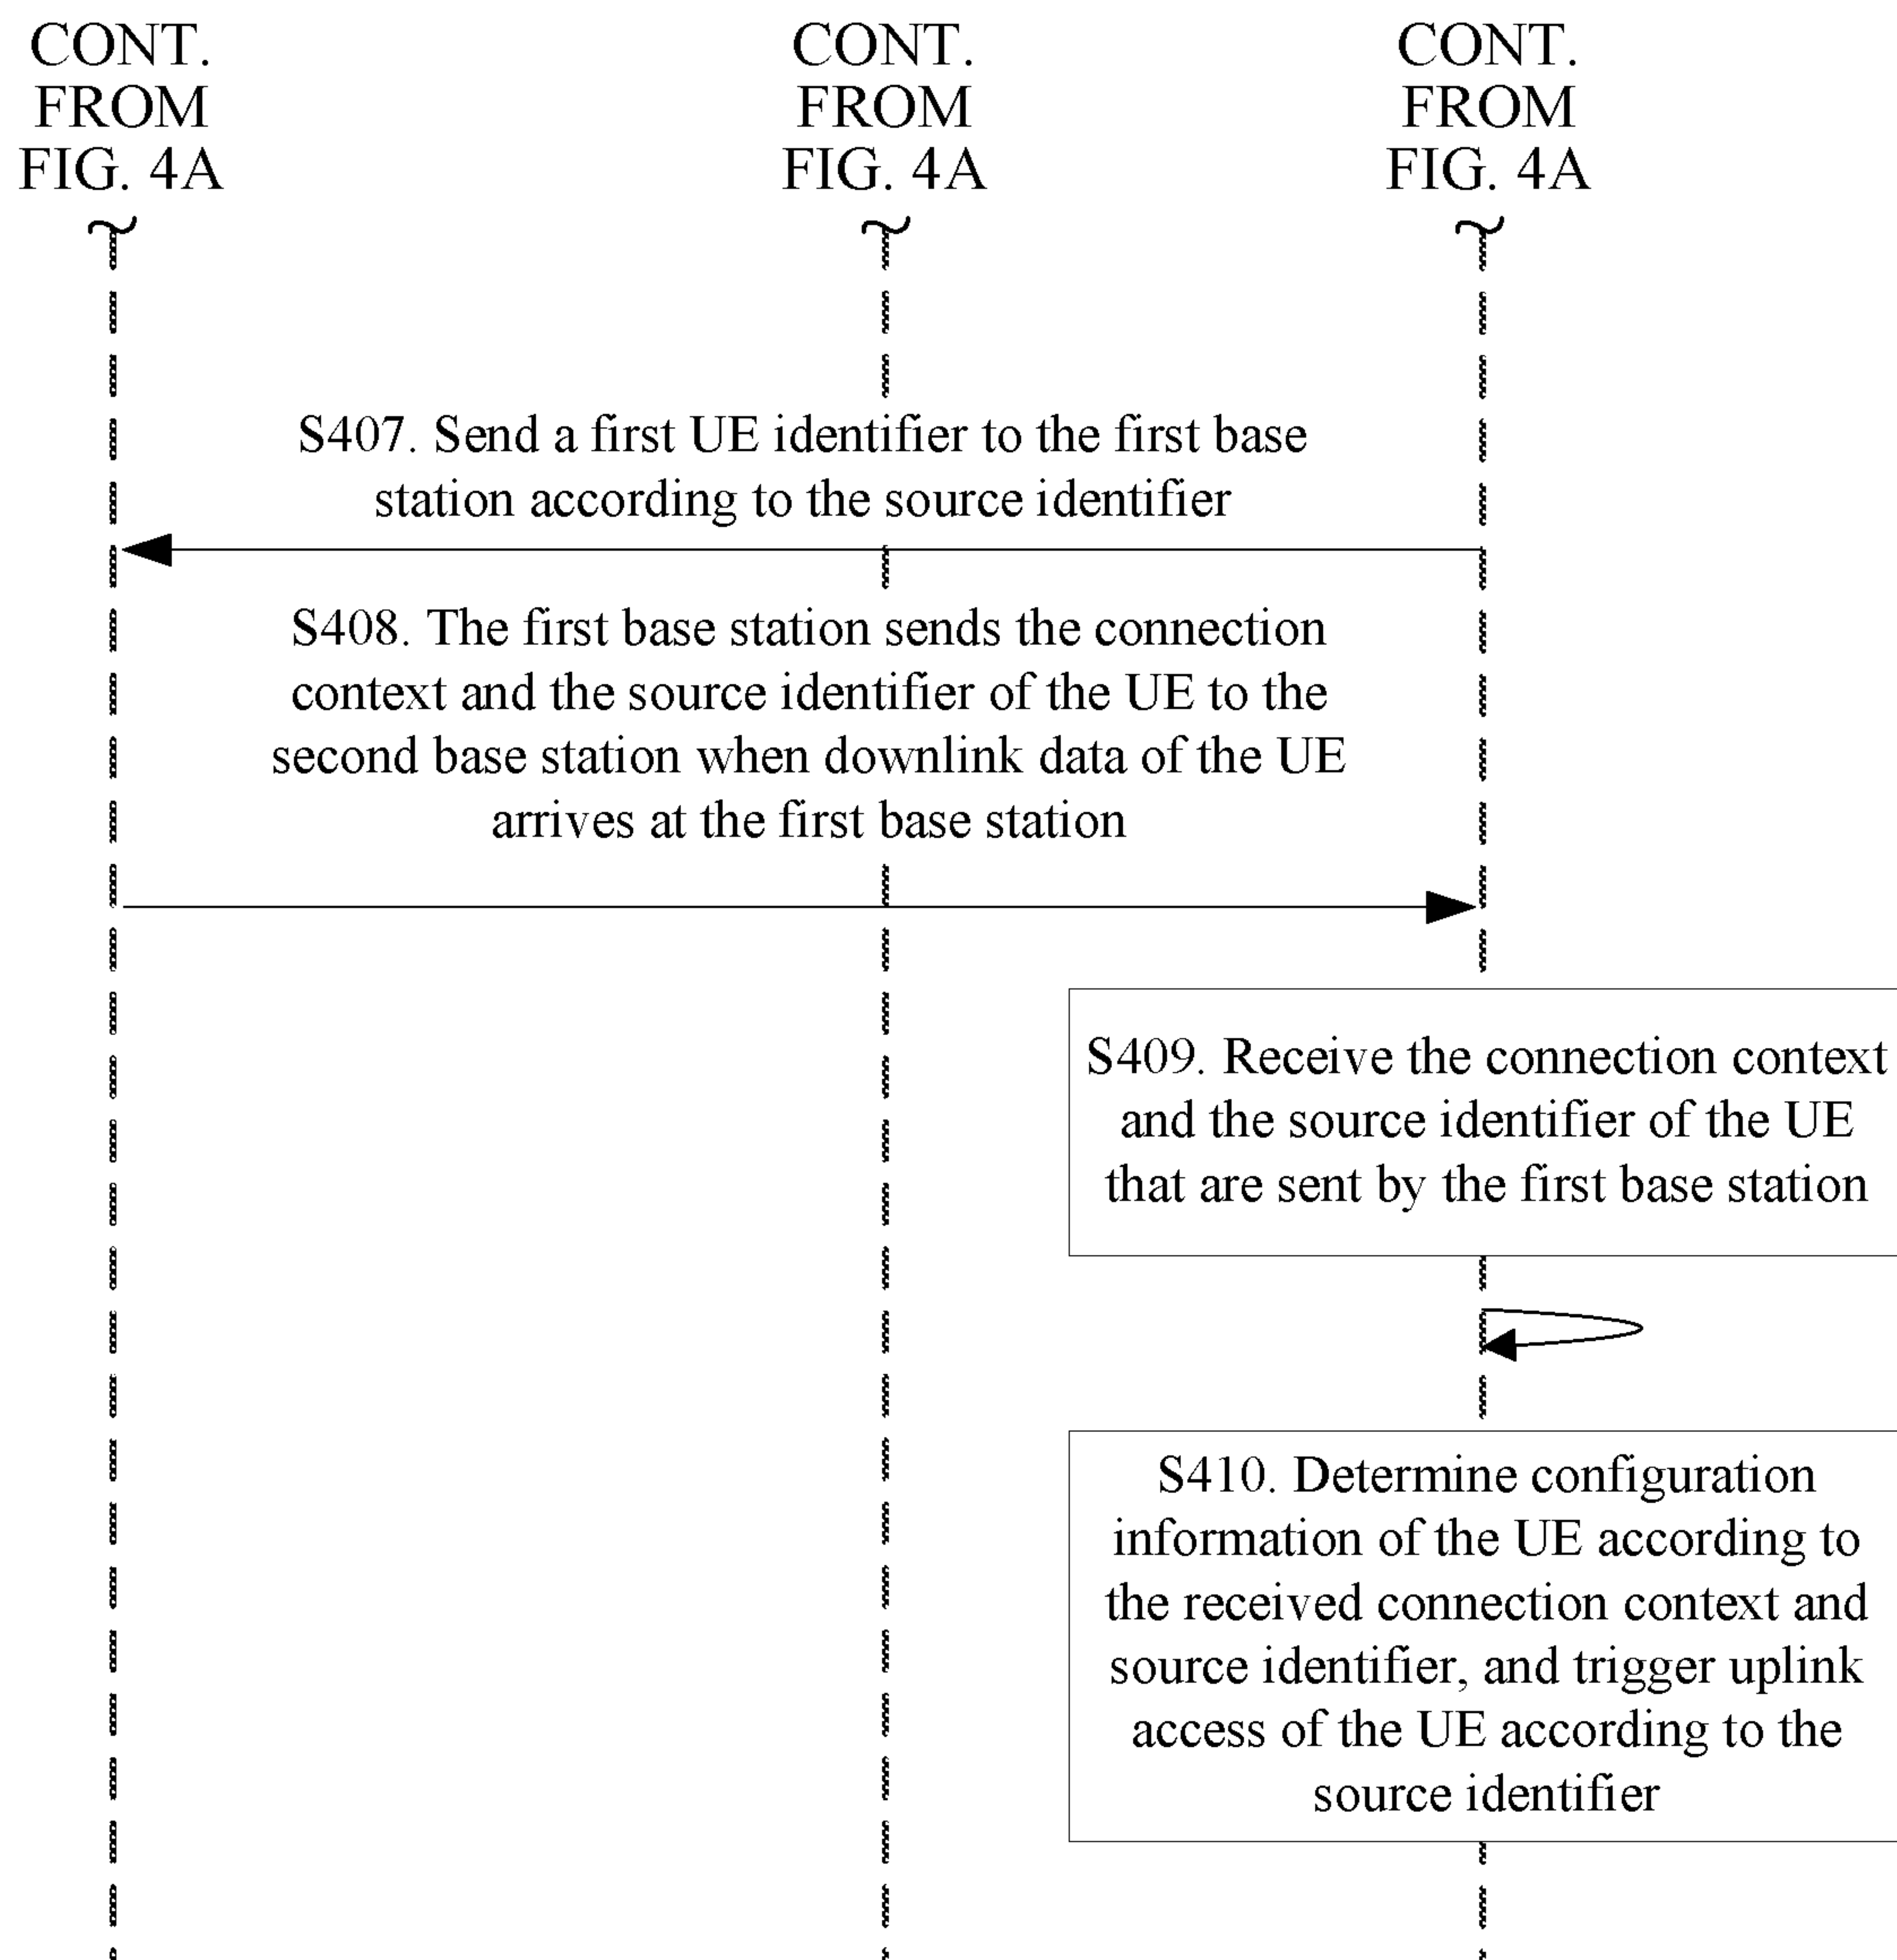 CONT.
FROM
FIG. 4A
CONT.
FROM
FIG. 4A
CONT.
FROM
FIG. 4A
S407. Send a first UE identifier to the first base
station according to the source identifier
S408. The first base station sends the connection
context and the source identifier of the UE to the
second base station when downlink data of the UE
arrives at the first base station
S409. Receive the connection context
and the source identifier of the UE
that are sent by the first base station
S410. Determine configuration
information of the UE according to
the received connection context and
source identifier, and trigger uplink
access of the UE according to the
source identifier